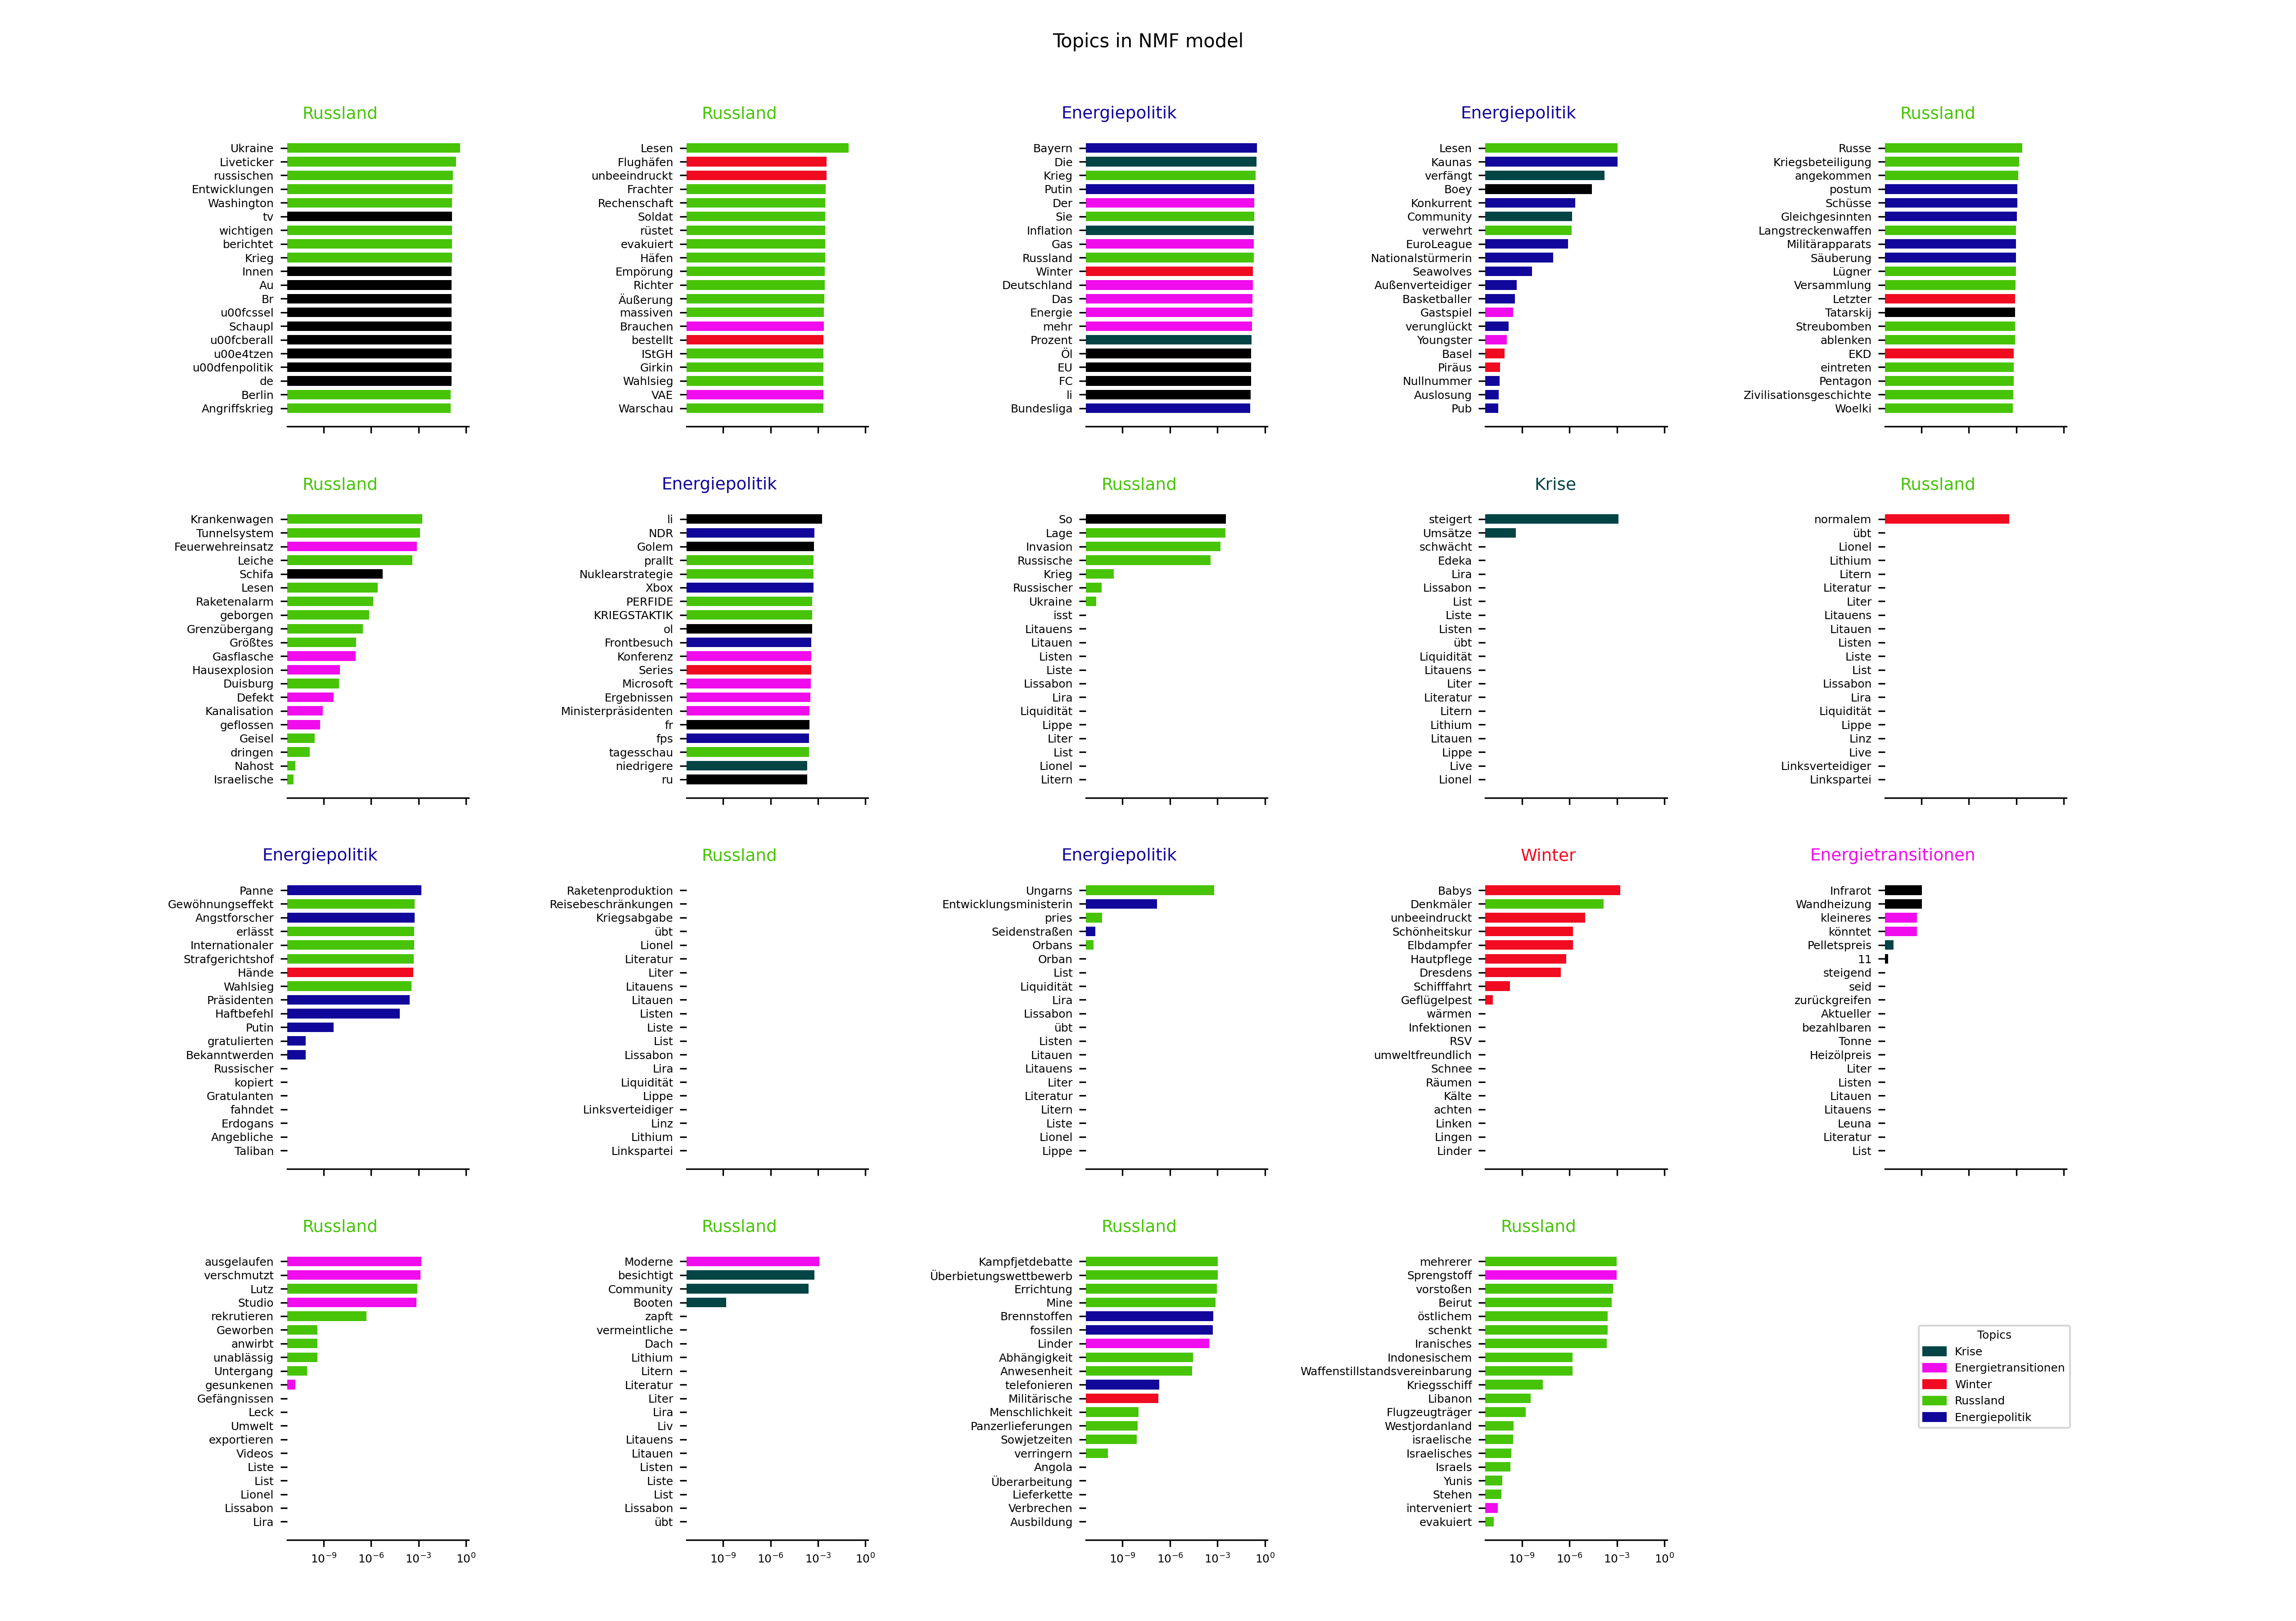 Topics in NMF model
Russland
Ukraine
Liveticker
russischen
Entwicklungen
Washington
tv
wichtigen
berichtet
Krieg
Innen
Au
Br
u00fcssel
Schaupl
u00fcberall
u00e4tzen
u00dfenpolitik
de
Berlin
Angriffskrieg
Russland
Lesen
Flughäfen
unbeeindruckt
Frachter
Rechenschaft
Soldat
rüstet
evakuiert
Häfen
Empörung
Richter
Äußerung
massiven
Brauchen
bestellt
IStGH
Girkin
Wahlsieg
VAE
Warschau
Energiepolitik
Bayern
Die
Krieg
Putin
Der
Sie
Inflation
Gas
Russland
Winter
Deutschland
Das
Energie
mehr
Prozent
Öl
EU
FC
li
Bundesliga
Energiepolitik
Lesen
Kaunas
verfängt
Boey
Konkurrent
Community
verwehrt
EuroLeague
Nationalstürmerin
Seawolves
Außenverteidiger
Basketballer
Gastspiel
verunglückt
Youngster
Basel
Piräus
Nullnummer
Auslosung
Pub
Russland
Russe
Kriegsbeteiligung
angekommen
postum
Schüsse
Gleichgesinnten
Langstreckenwaffen
Militärapparats
Säuberung
Lügner
Versammlung
Letzter
Tatarskij
Streubomben
ablenken
EKD
eintreten
Pentagon
Zivilisationsgeschichte
Woelki
Russland
Krankenwagen
Tunnelsystem
Feuerwehreinsatz
Leiche
Schifa
Lesen
Raketenalarm
geborgen
Grenzübergang
Größtes
Gasflasche
Hausexplosion
Duisburg
Defekt
Kanalisation
geflossen
Geisel
dringen
Nahost
Israelische
Energiepolitik
li
NDR
Golem
prallt
Nuklearstrategie
Xbox
PERFIDE
KRIEGSTAKTIK
ol
Frontbesuch
Konferenz
Series
Microsoft
Ergebnissen
Ministerpräsidenten
fr
fps
tagesschau
niedrigere
ru
Russland
So
Lage
Invasion
Russische
Krieg
Russischer
Ukraine
isst
Litauens
Litauen
Listen
Liste
Lissabon
Lira
Liquidität
Lippe
Liter
List
Lionel
Litern
Krise
steigert
Umsätze
schwächt
Edeka
Lira
Lissabon
List
Liste
Listen
übt
Liquidität
Litauens
Liter
Literatur
Litern
Lithium
Litauen
Lippe
Live
Lionel
Russland
normalem
übt
Lionel
Lithium
Litern
Literatur
Liter
Litauens
Litauen
Listen
Liste
List
Lissabon
Lira
Liquidität
Lippe
Linz
Live
Linksverteidiger
Linkspartei
Energiepolitik
Panne
Gewöhnungseffekt
Angstforscher
erlässt
Internationaler
Strafgerichtshof
Hände
Wahlsieg
Präsidenten
Haftbefehl
Putin
gratulierten
Bekanntwerden
Russischer
kopiert
Gratulanten
fahndet
Erdogans
Angebliche
Taliban
Russland
Raketenproduktion
Reisebeschränkungen
Kriegsabgabe
übt
Lionel
Literatur
Liter
Litauens
Litauen
Listen
Liste
List
Lissabon
Lira
Liquidität
Lippe
Linksverteidiger
Linz
Lithium
Linkspartei
Energiepolitik
Ungarns
Entwicklungsministerin
pries
Seidenstraßen
Orbans
Orban
List
Liquidität
Lira
Lissabon
übt
Listen
Litauen
Litauens
Liter
Literatur
Litern
Liste
Lionel
Lippe
Winter
Babys
Denkmäler
unbeeindruckt
Schönheitskur
Elbdampfer
Hautpflege
Dresdens
Schifffahrt
Geflügelpest
wärmen
Infektionen
RSV
umweltfreundlich
Schnee
Räumen
Kälte
achten
Linken
Lingen
Linder
Energietransitionen
Infrarot
Wandheizung
kleineres
könntet
Pelletspreis
11
steigend
seid
zurückgreifen
Aktueller
bezahlbaren
Tonne
Heizölpreis
Liter
Listen
Litauen
Litauens
Leuna
Literatur
List
Russland
ausgelaufen
verschmutzt
Lutz
Studio
rekrutieren
Geworben
anwirbt
unablässig
Untergang
gesunkenen
Gefängnissen
Leck
Umwelt
exportieren
Videos
Liste
List
Lionel
Lissabon
Lira
10⁻⁹ 10⁻⁶ 10⁻³ 10⁰
Russland
Moderne
besichtigt
Community
Booten
zapft
vermeintliche
Dach
Lithium
Litern
Literatur
Liter
Lira
Liv
Litauens
Litauen
Listen
Liste
List
Lissabon
übt
10⁻⁹ 10⁻⁶ 10⁻³ 10⁰
Russland
Kampfjetdebatte
Überbietungswettbewerb
Errichtung
Mine
Brennstoffen
fossilen
Linder
Abhängigkeit
Anwesenheit
telefonieren
Militärische
Menschlichkeit
Panzerlieferungen
Sowjetzeiten
verringern
Angola
Überarbeitung
Lieferkette
Verbrechen
Ausbildung
10⁻⁹ 10⁻⁶ 10⁻³ 10⁰
Russland
mehrerer
Sprengstoff
vorstoßen
Beirut
östlichem
schenkt
Iranisches
Indonesischem
Waffenstillstandsvereinbarung
Kriegsschiff
Libanon
Flugzeugträger
Westjordanland
israelische
Israelisches
Israels
Yunis
Stehen
interveniert
evakuiert
10⁻⁹ 10⁻⁶ 10⁻³ 10⁰
Topics
Krise
Energietransitionen
Winter
Russland
Energiepolitik